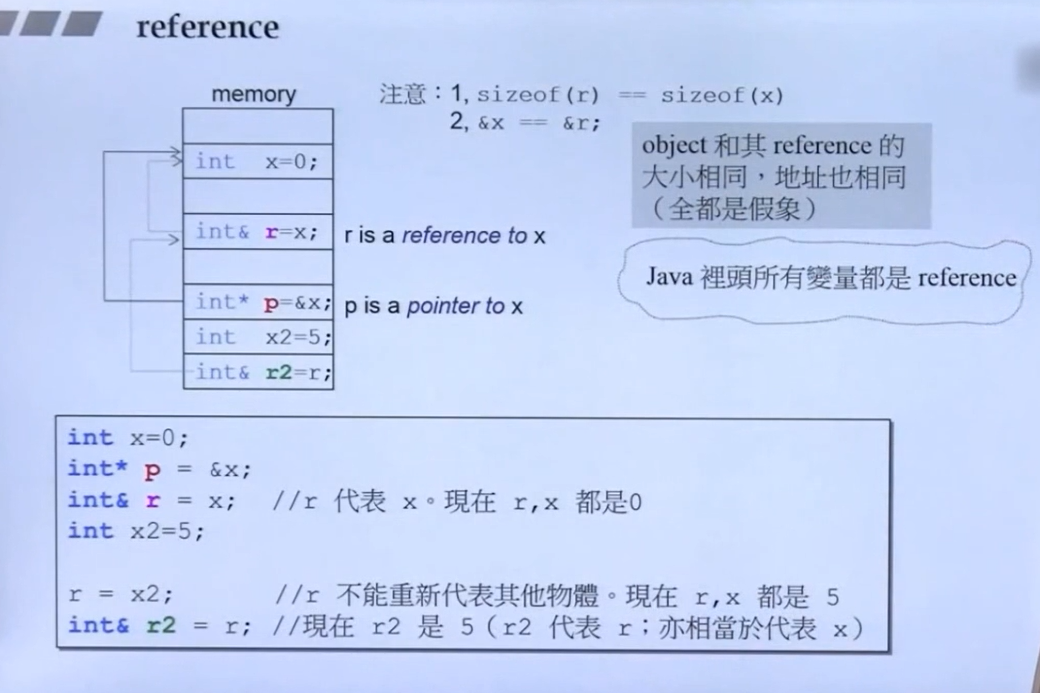 reference
memory
int x=0;
int& r=x;
r is a reference to x
int* p=&x;
p is a pointer to x
int x2=5;
int& r2=r;
注意：1, sizeof(r) == sizeof(x)
2, &x == &r;
object 和其 reference 的
大小相同，地址也相同
（全都是假象）
Java 裡頭所有變量都是 reference
int x=0;
int* p = &x;
int& r = x; //r 代表 x。現在 r,x 都是0
int x2=5;
r = x2; //r 不能重新代表其他物體。現在 r,x 都是 5
int& r2 = r; //現在 r2 是 5（r2 代表 r；亦相當於代表 x）